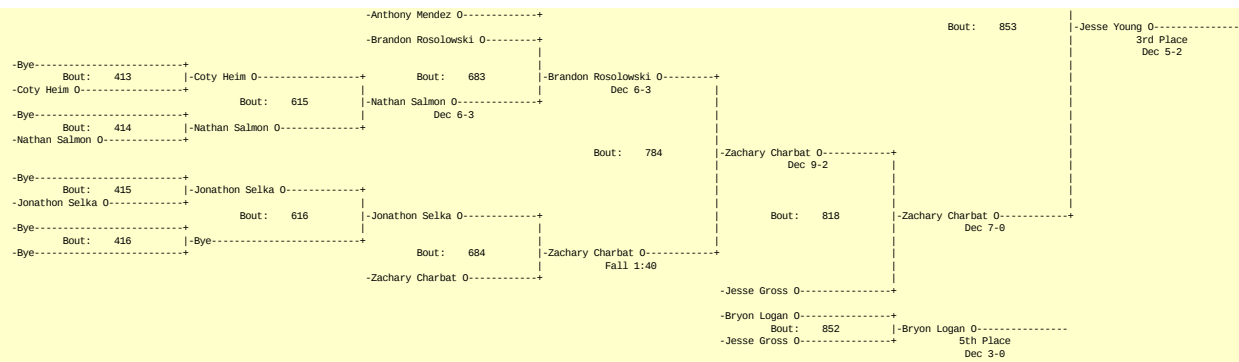 -Anthony Mendez O-------------+ |
Bout: 853 |-Jesse Young O---------------
-Brandon Rosolowski O---------+ | 3rd Place
| Dec 5-2
-Bye--------------------------+
Bout: 413 |-Coty Heim O------------------+ Bout: 683 |-Brandon Rosolowski O---------+
-Coty Heim O------------------+ | Dec 6-3
Bout: 615 |-Nathan Salmon O--------------+
-Bye--------------------------+ | Dec 6-3
Bout: 414 |-Nathan Salmon O--------------+
-Nathan Salmon O--------------+
Bout: 784 |-Zachary Charbat O------------+
Dec 9-2
-Bye--------------------------+
Bout: 415 |-Jonathon Selka O-------------+
-Jonathon Selka O-------------+
Bout: 616 |-Jonathon Selka O-------------+ Bout: 818 |-Zachary Charbat O------------+
-Bye--------------------------+ Dec 7-0
Bout: 416 |-Bye--------------------------+
-Bye--------------------------+ Bout: 684 |-Zachary Charbat O------------+
Fall 1:40
-Zachary Charbat O------------+
-Jesse Gross O----------------+
-Bryon Logan O----------------+
Bout: 852 |-Bryon Logan O----------------
-Jesse Gross O----------------+ 5th Place
Dec 3-0